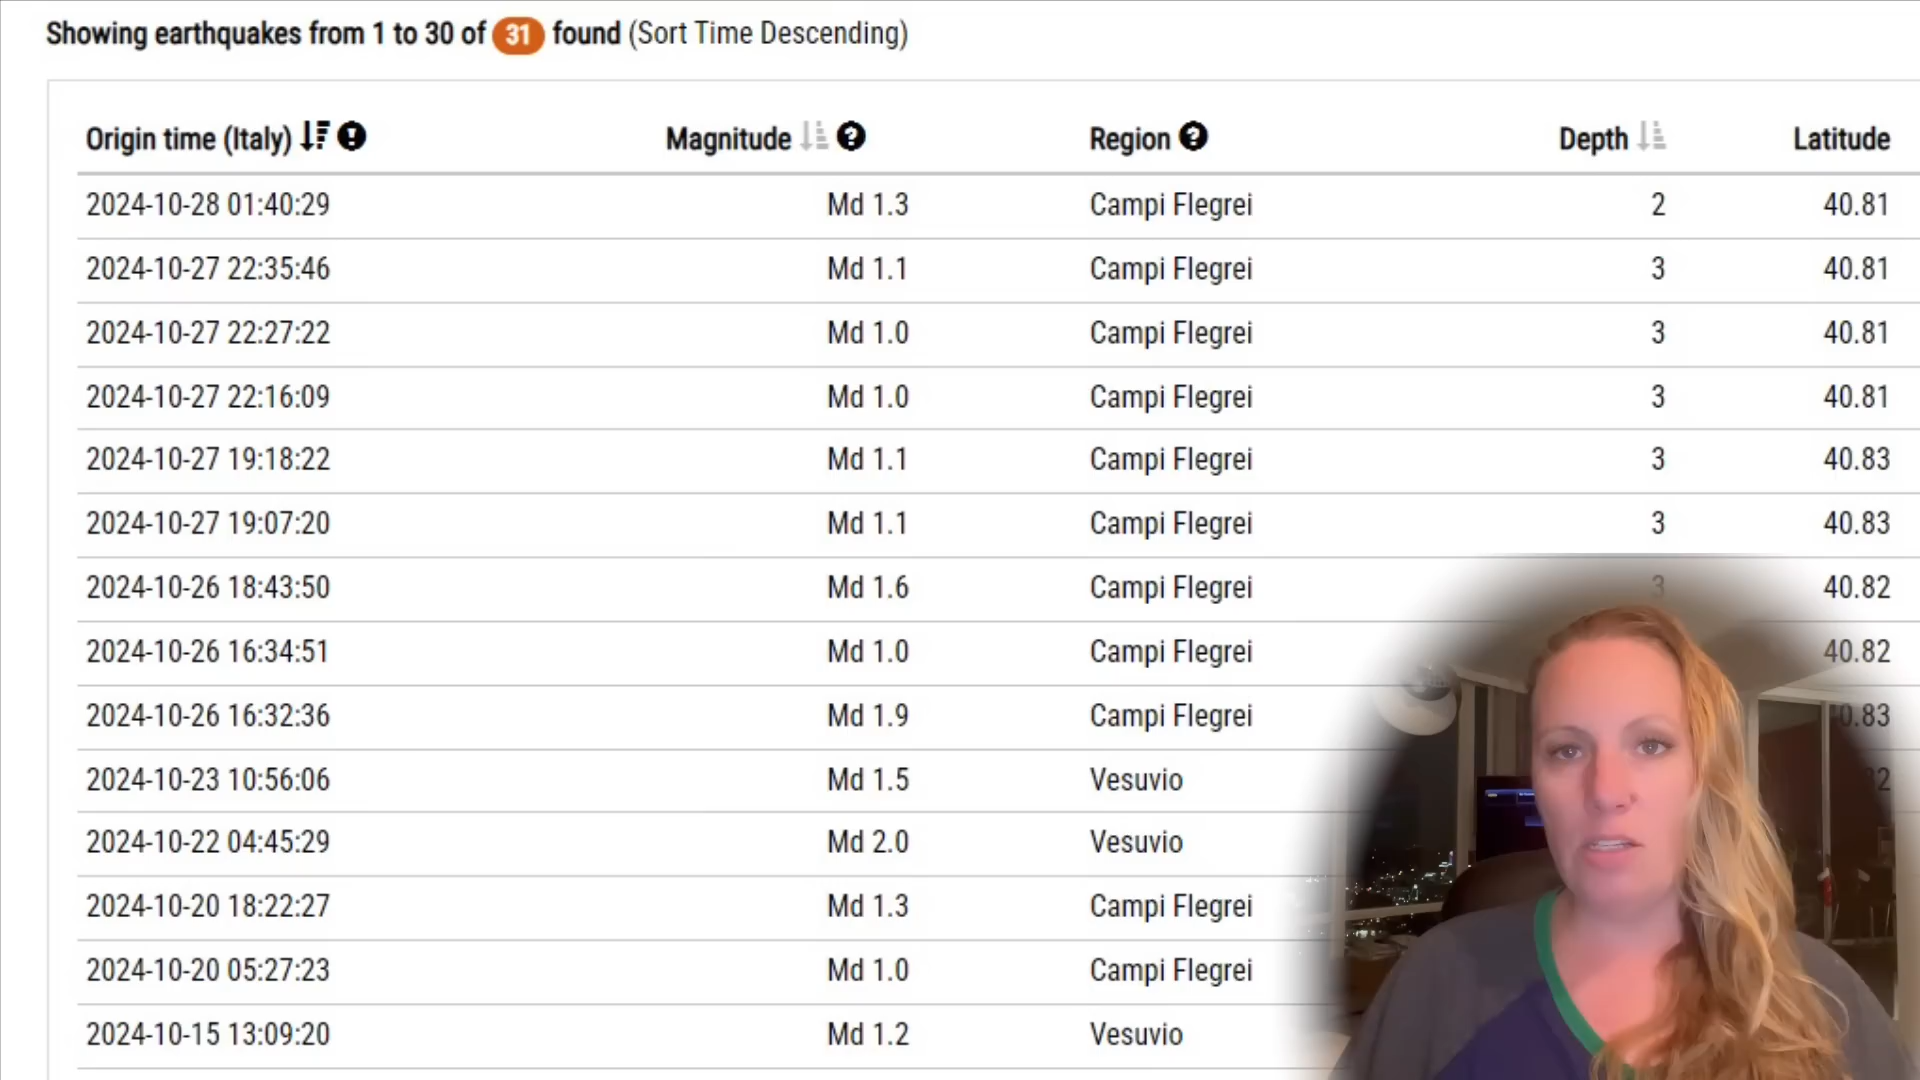 Showing earthquakes from 1 to 30 of 31 found (Sort Time Descending)
Origin time (Italy) Magnitude Region Depth Latitude
2024-10-28 01:40:29 Md 1.3 Campi Flegrei 2 40.81
2024-10-27 22:35:46 Md 1.1 Campi Flegrei 3 40.81
2024-10-27 22:27:22 Md 1.0 Campi Flegrei 3 40.81
2024-10-27 22:16:09 Md 1.0 Campi Flegrei 3 40.81
2024-10-27 19:18:22 Md 1.1 Campi Flegrei 3 40.83
2024-10-27 19:07:20 Md 1.1 Campi Flegrei 3 40.83
2024-10-26 18:43:50 Md 1.6 Campi Flegrei 3 40.82
2024-10-26 16:34:51 Md 1.0 Campi Flegrei 40.82
2024-10-26 16:32:36 Md 1.9 Campi Flegrei 0.83
2024-10-23 10:56:06 Md 1.5 Vesuvio
2024-10-22 04:45:29 Md 2.0 Vesuvio
2024-10-20 18:22:27 Md 1.3 Campi Flegrei
2024-10-20 05:27:23 Md 1.0 Campi Flegrei
2024-10-15 13:09:20 Md 1.2 Vesuvio